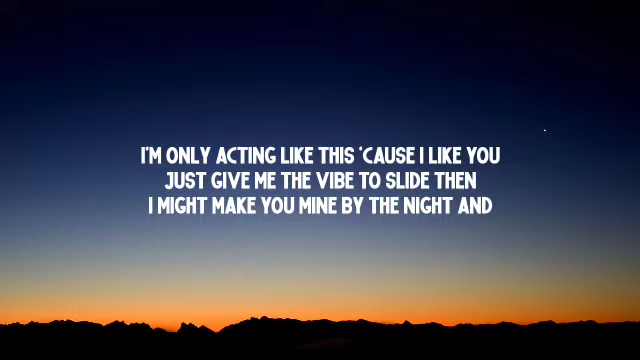 I'M ONLY ACTING LIKE THIS 'CAUSE I LIKE YOU
JUST GIVE ME THE VIBE TO SLIDE THEN
I MIGHT MAKE YOU MINE BY THE NIGHT AND